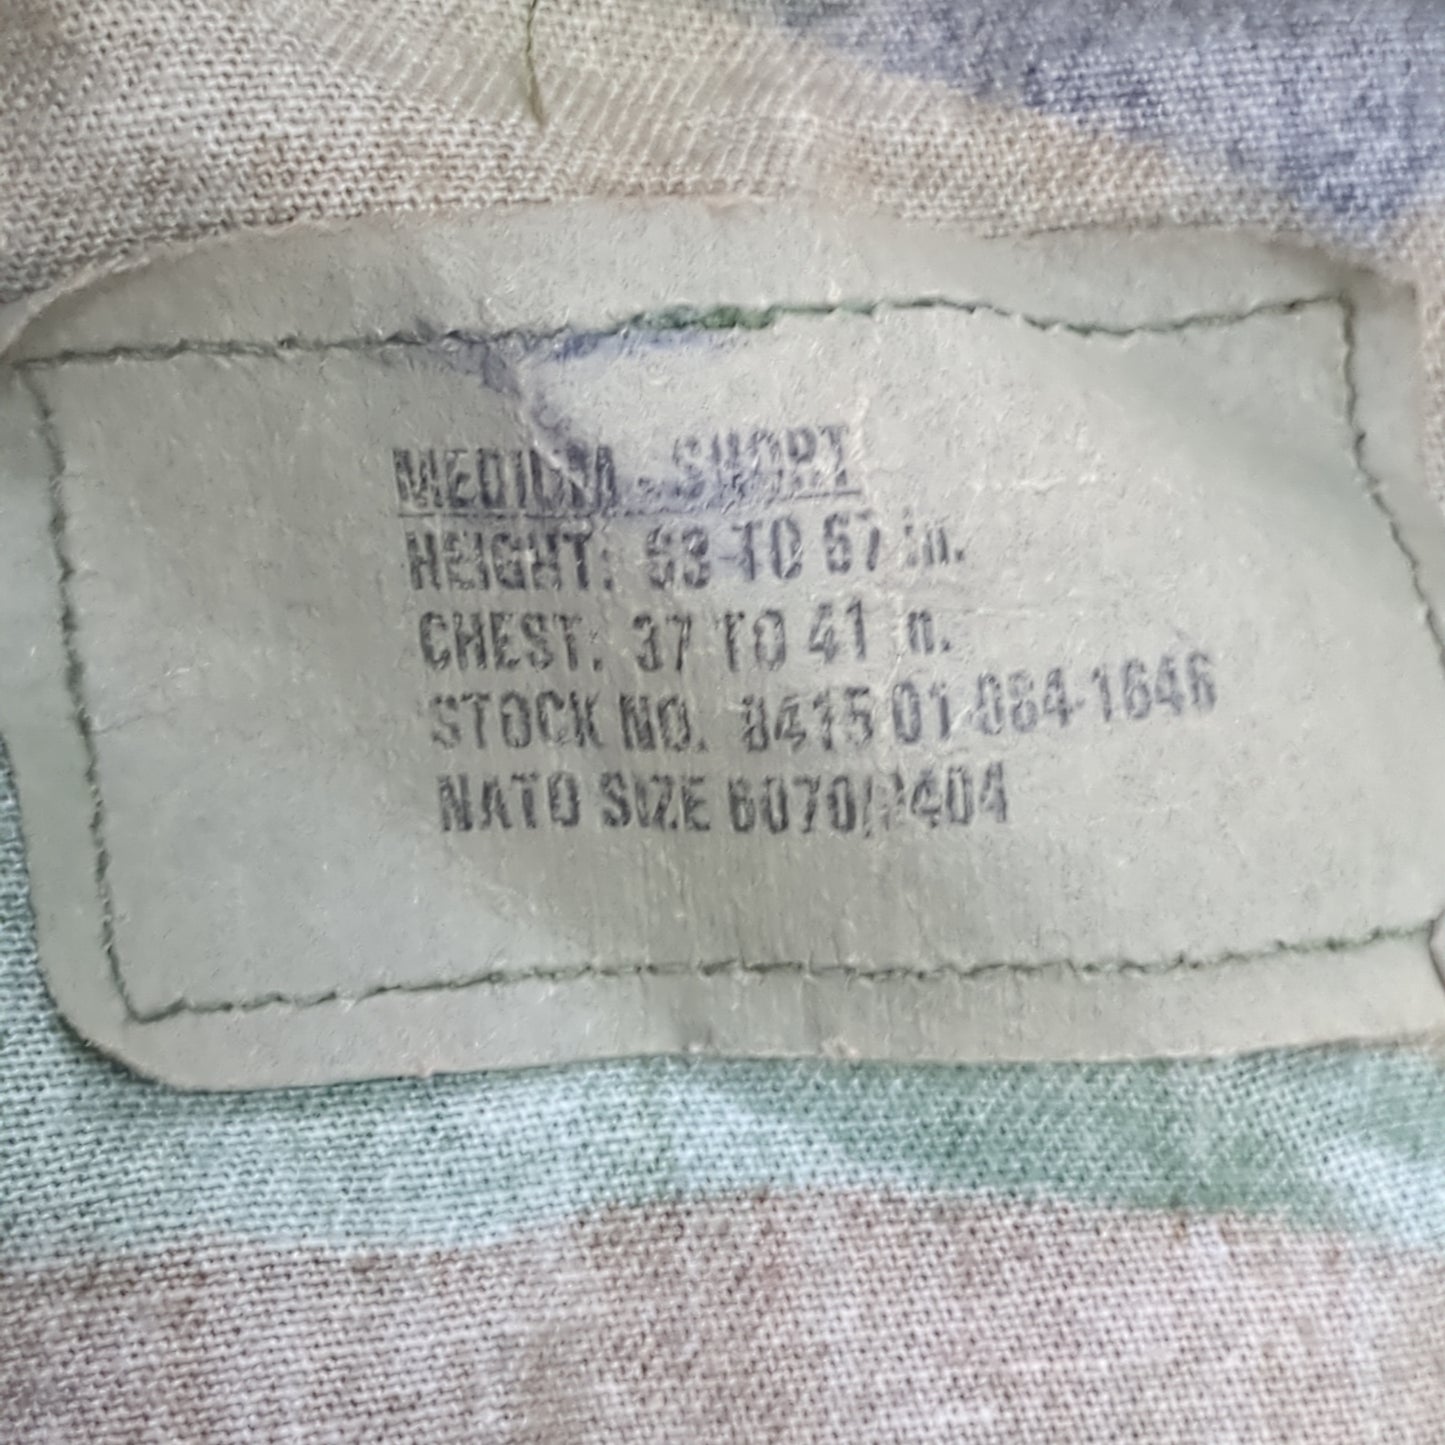 MEDIUM - SHORT
HEIGHT: 63 TO 67 in.
CHEST: 37 TO 41 in.
STOCK NO. 8415 01-084-1646
NATO SIZE 6070/9404